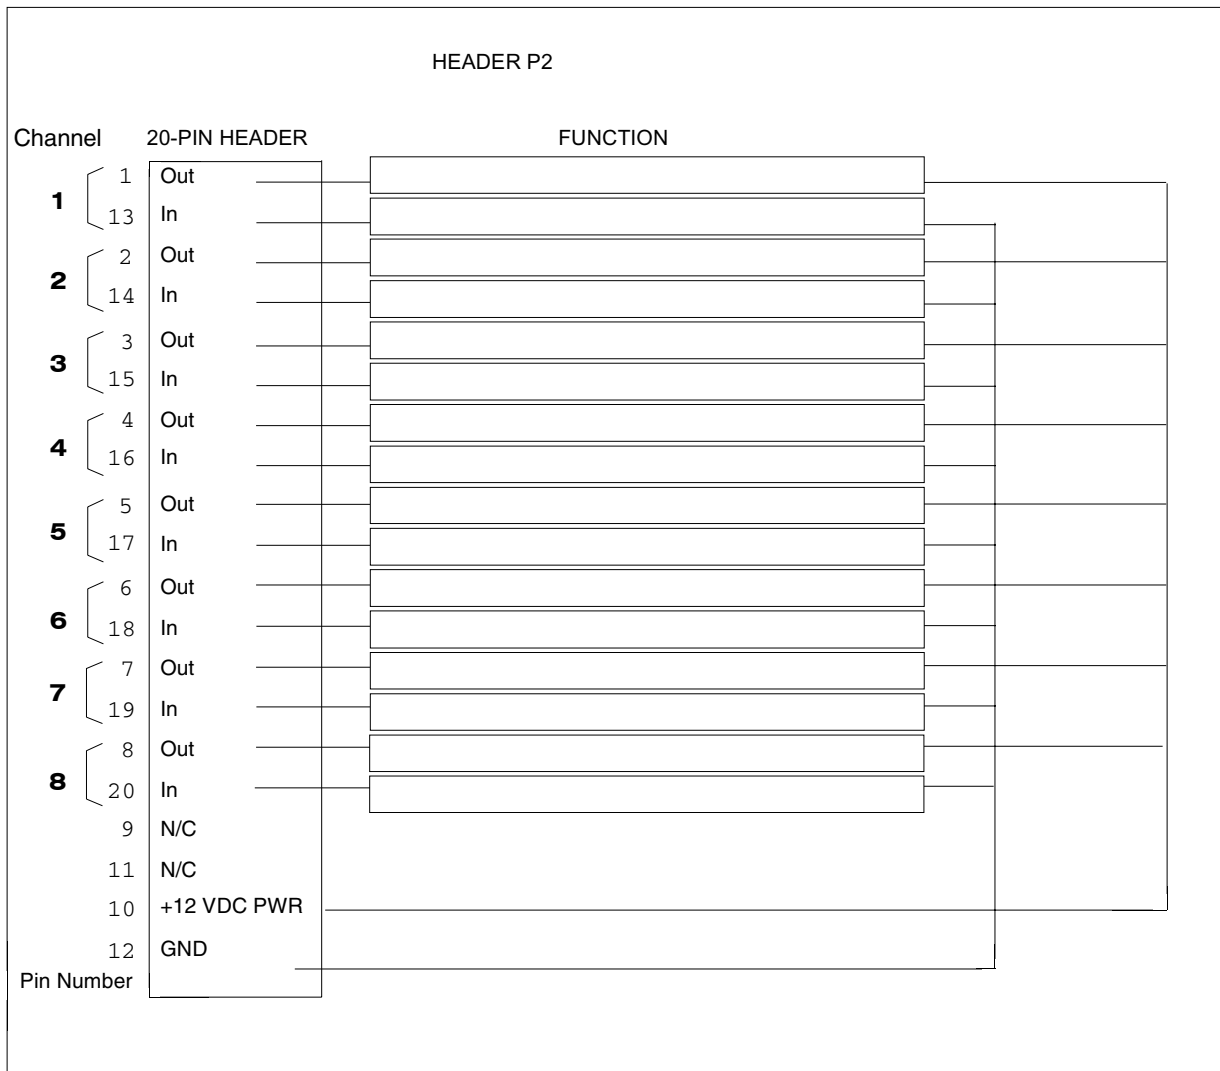 HEADER P2
Channel 20-PIN HEADER FUNCTION
1 1 Out
13 In
2 2 Out
14 In
3 3 Out
15 In
4 4 Out
16 In
5 5 Out
17 In
6 6 Out
18 In
7 7 Out
19 In
8 8 Out
20 In
9 N/C
11 N/C
10 +12 VDC PWR
12 GND
Pin Number